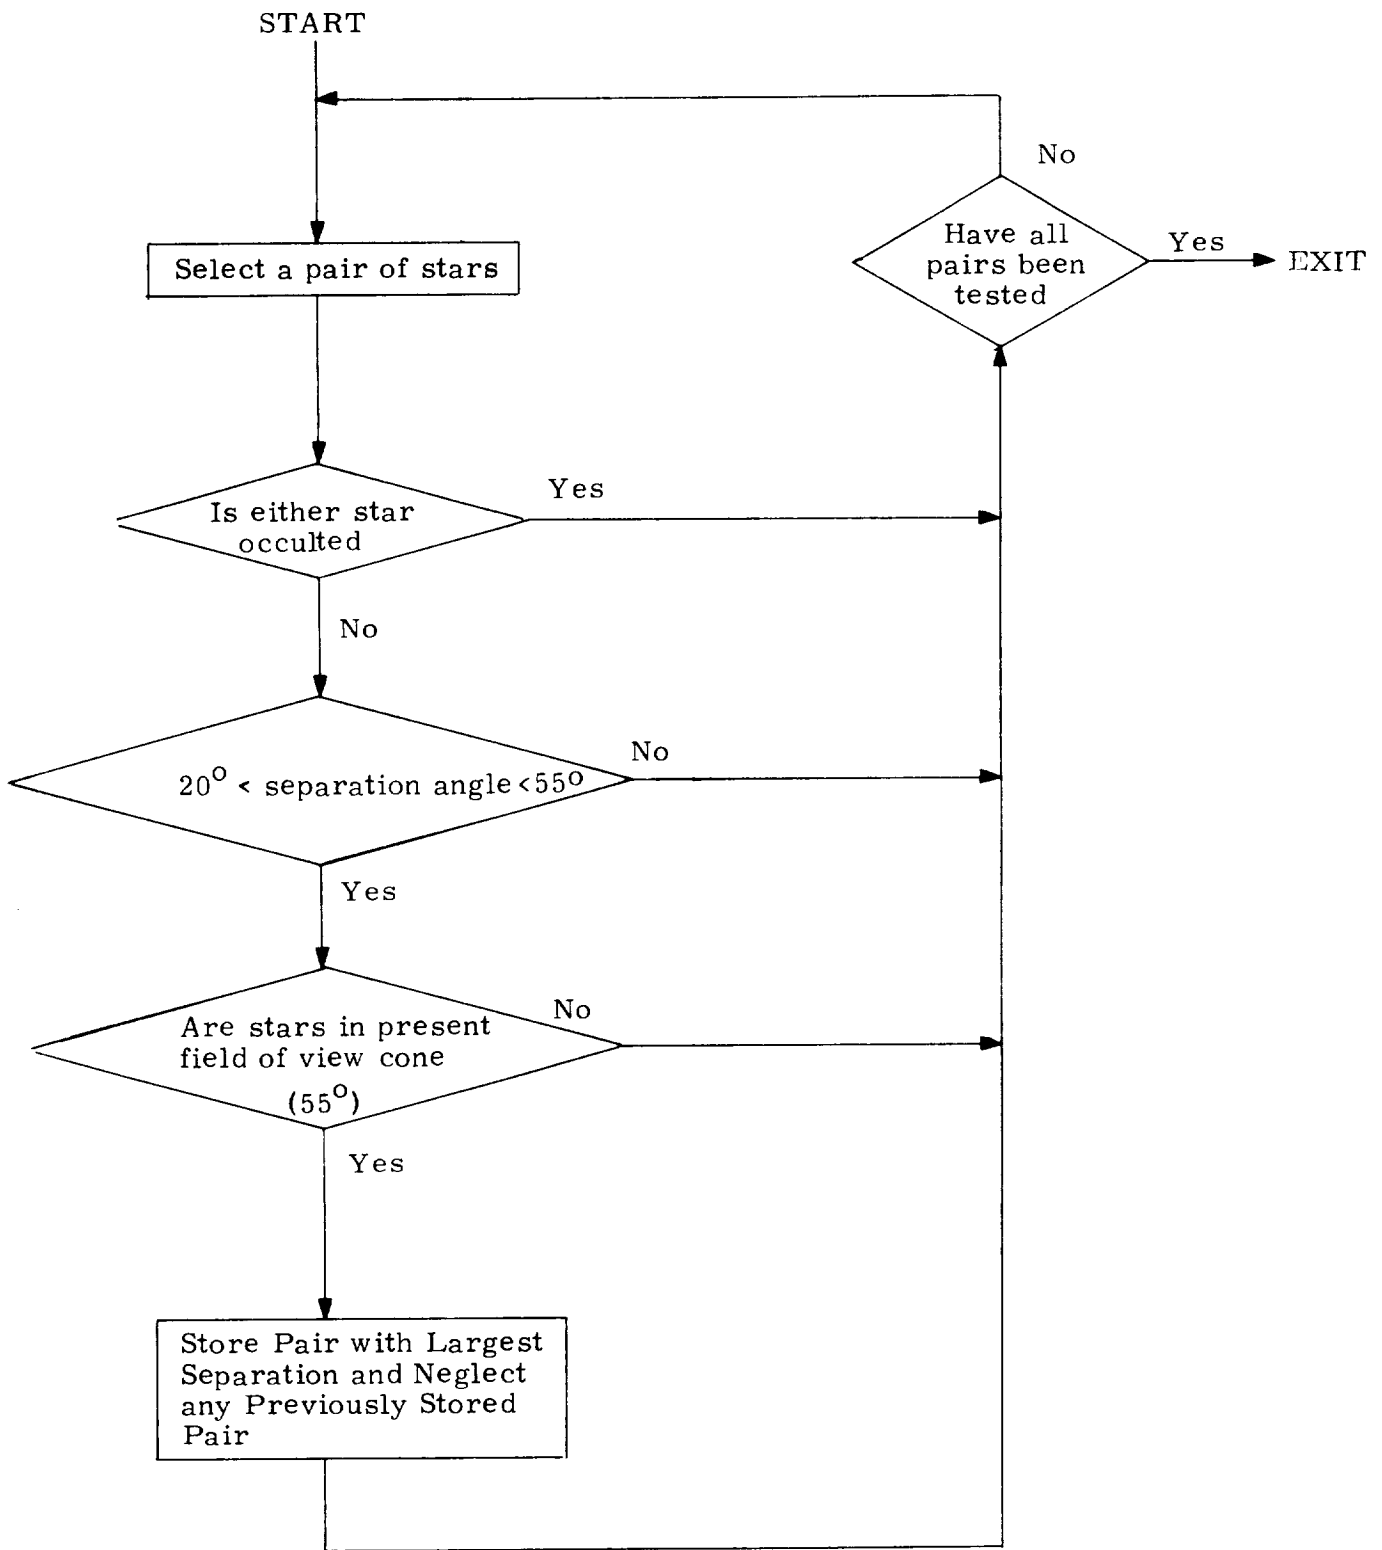 START
No
Have all
pairs been
tested
Yes
EXIT
Select a pair of stars
Is either star
occulted
Yes
No
20° < separation angle <55°
No
Yes
Are stars in present
field of view cone
(55°)
No
Yes
Store Pair with Largest
Separation and Neglect
any Previously Stored
Pair